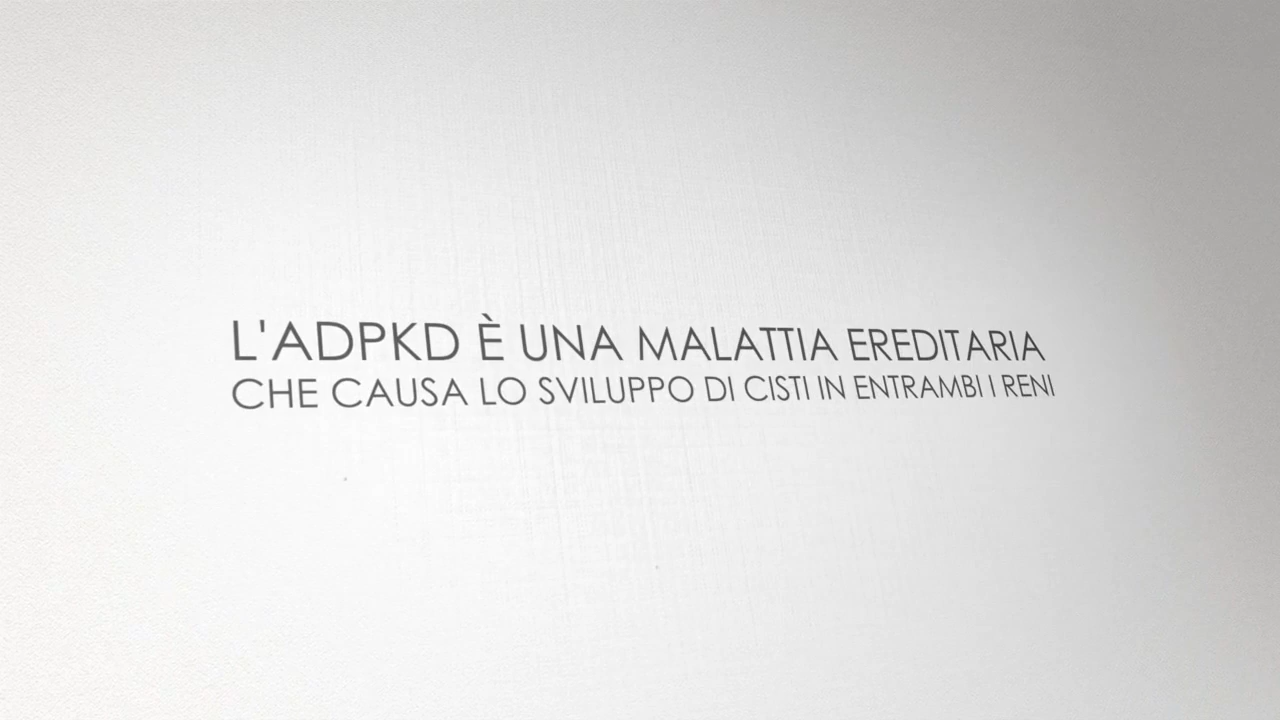 L'ADPKD È UNA MALATTIA EREDITARIA
CHE CAUSA LO SVILUPPO DI CISTI IN ENTRAMBI I RENI